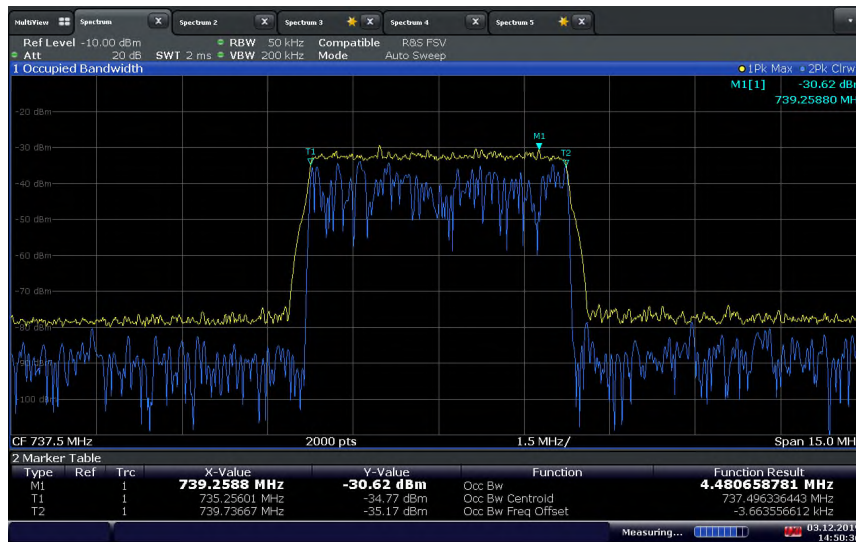 MultiView Spectrum X Spectrum 2 X Spectrum 3 X Spectrum 4 X Spectrum 5 X
Ref Level -10.00 dBm RBW 50 kHz Compatible R&S FSV
Att 20 dB SWT 2 ms VBW 200 kHz Mode Auto Sweep
1 Occupied Bandwidth 1Pk Max 2Pk Clrw
M1[1] -30.62 dBm
739.25880 MH
-20 dBm
M1
-30 dBm
T1 T2
-40 dBm
-50 dBm
-60 dBm
-70 dBm
-80 dBm
-90 dBm
-100 dBm
CF 737.5 MHz 2000 pts 1.5 MHz/ Span 15.0 MH
2 Marker Table
Type Ref Trc X-Value Y-Value Function Function Result
M1 1 739.2588 MHz -30.62 dBm Occ Bw 4.480658781 MHz
T1 1 735.25601 MHz -34.77 dBm Occ Bw Centroid 737.496336443 MHz
T2 1 739.73667 MHz -35.17 dBm Occ Bw Freq Offset -3.663556612 kHz
Measuring... 03.12.2019
14:50:36